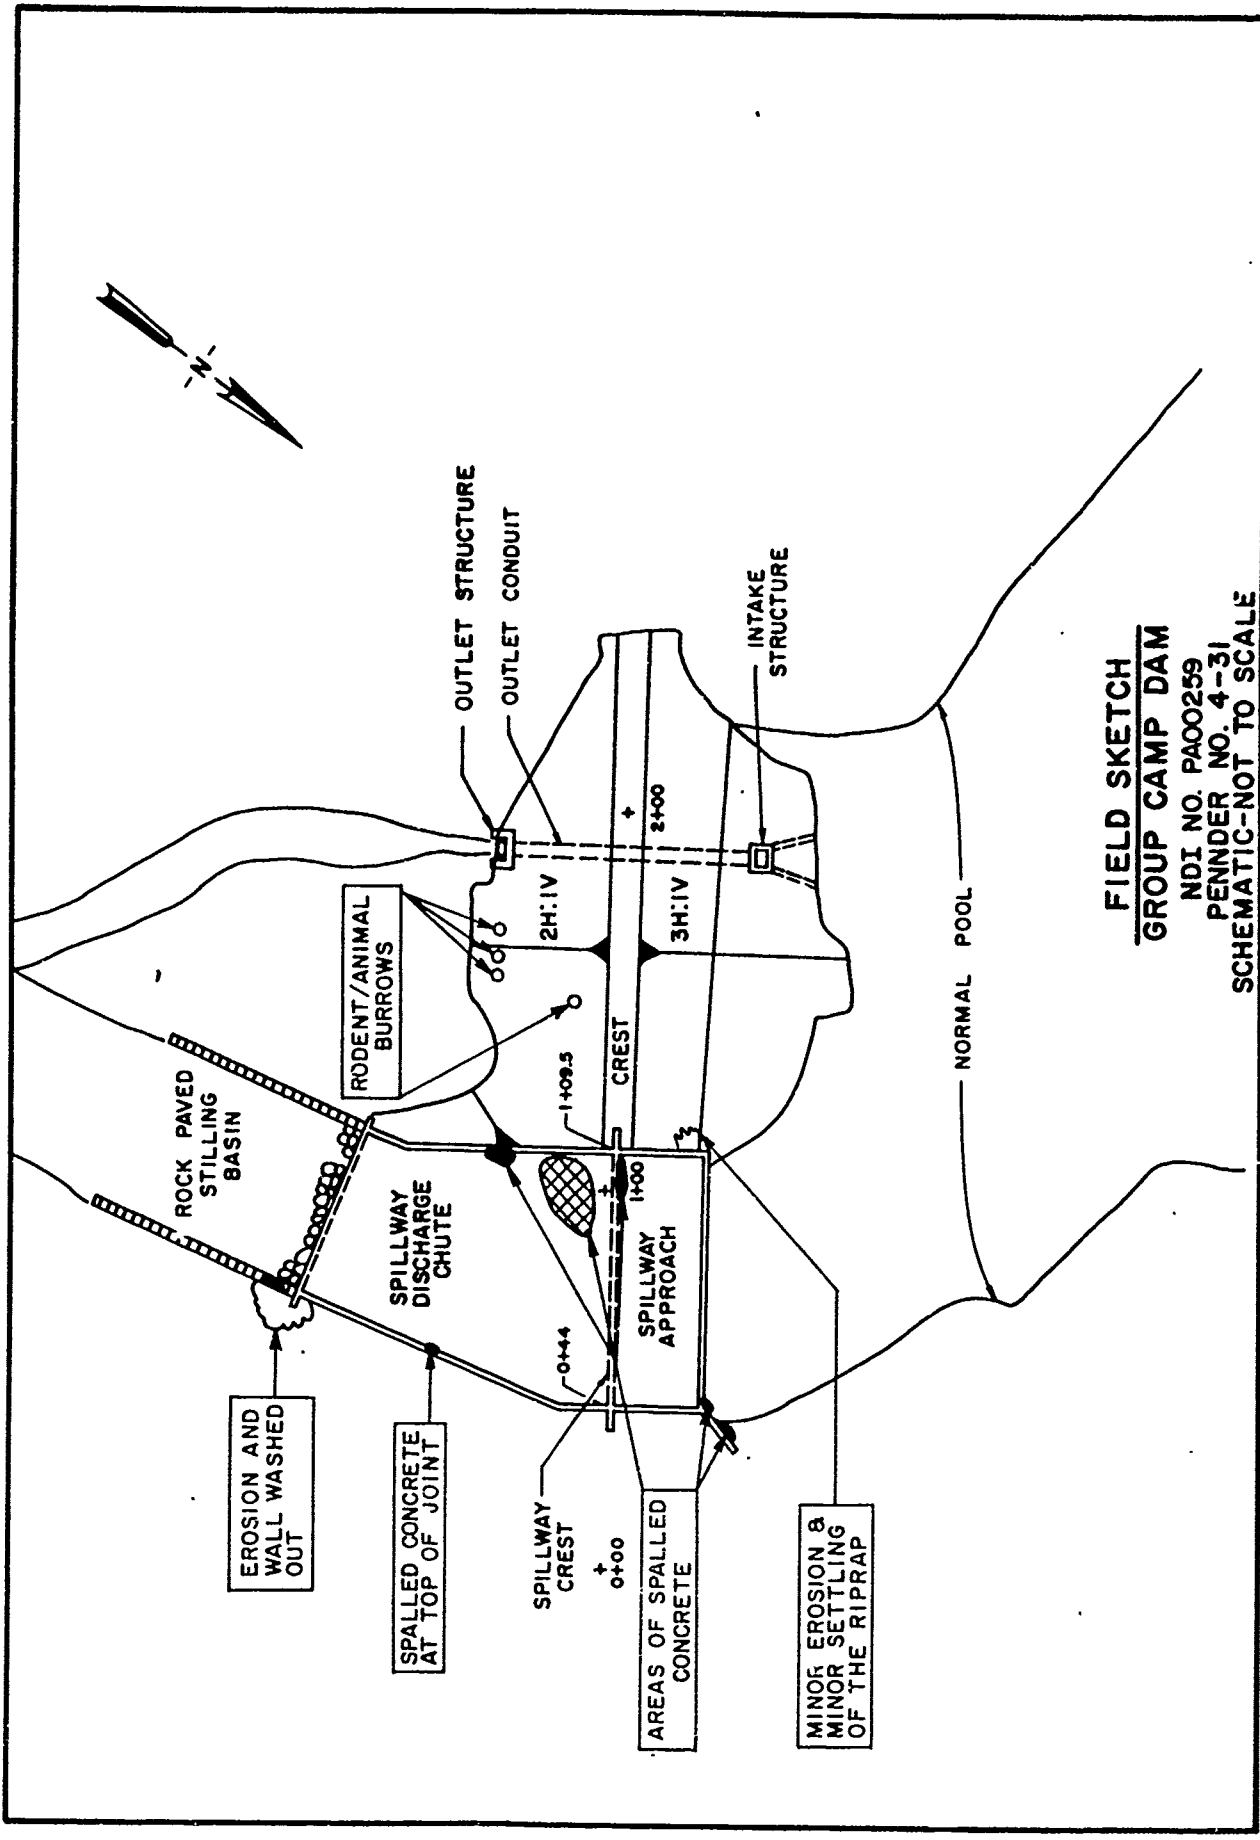 EROSION AND
WALL WASHED
OUT
ROCK PAVED
STILLING
BASIN
SPALLED CONCRETE
AT TOP OF JOINT
SPILLWAY
DISCHARGE
CHUTE
RODENT/ANIMAL
BURROWS
OUTLET STRUCTURE
OUTLET CONDUIT
-N-
SPILLWAY
CREST
+
0+00
0+44
+
1+00
1+09.5
CREST
2H:1V
3H:1V
+
2+00
INTAKE
STRUCTURE
AREAS OF SPALLED
CONCRETE
SPILLWAY
APPROACH
MINOR EROSION &
MINOR SETTLING
OF THE RIPRAP
NORMAL POOL
FIELD SKETCH
GROUP CAMP DAM
NDI NO. PA00259
PENNDER NO. 4-31
SCHEMATIC-NOT TO SCALE